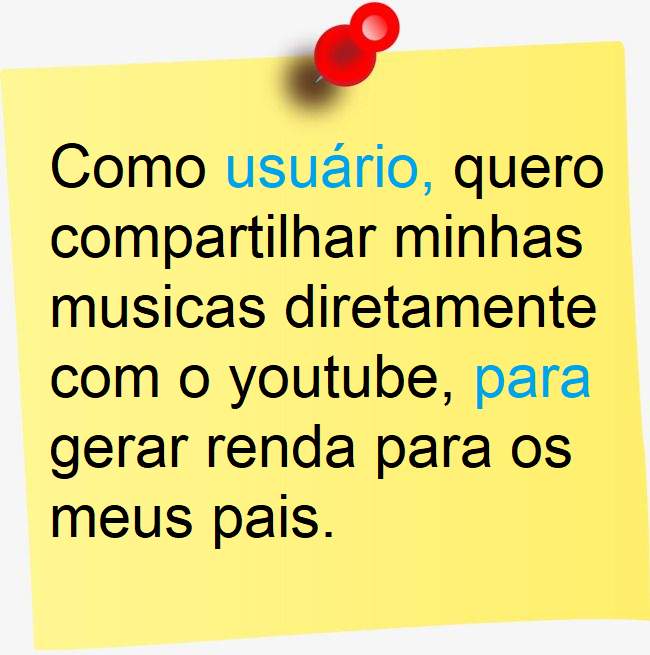 Como usuário, quero
compartilhar minhas
musicas diretamente
com o youtube, para
gerar renda para os
meus pais.